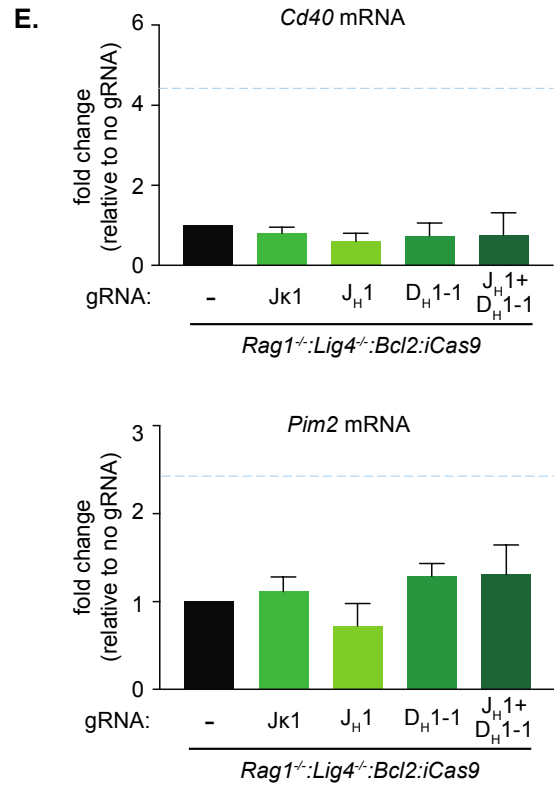 E.
Cd40 mRNA
fold change
(relative to no gRNA)
6
4
2
0
gRNA: - Jκ1 JH1 DH1-1 JH1+
DH1-1
Rag1-/-:Lig4-/-:Bcl2:iCas9
Pim2 mRNA
fold change
(relative to no gRNA)
3
2
1
0
gRNA: - Jκ1 JH1 DH1-1 JH1+
DH1-1
Rag1-/-:Lig4-/-:Bcl2:iCas9